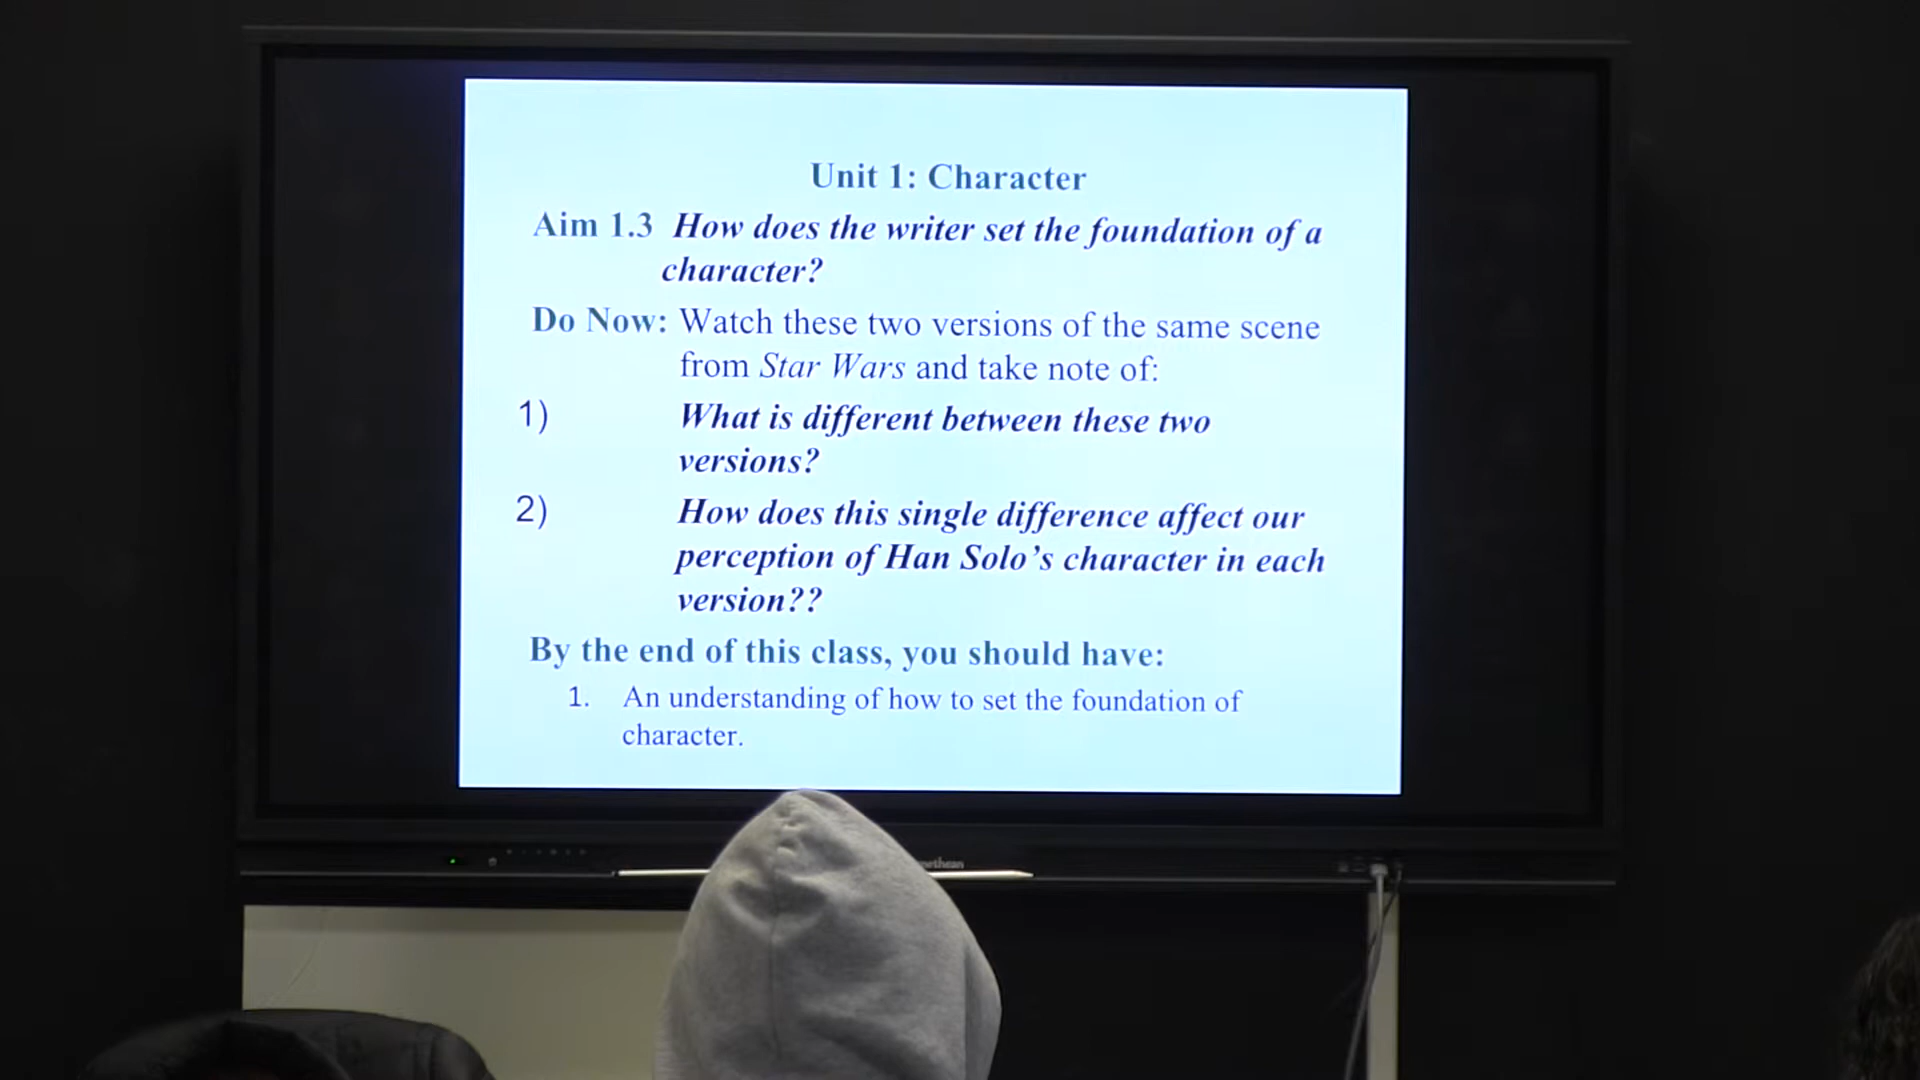 Unit 1: Character
Aim 1.3 How does the writer set the foundation of a
character?
Do Now: Watch these two versions of the same scene
from Star Wars and take note of:
1) What is different between these two
versions?
2) How does this single difference affect our
perception of Han Solo's character in each
version??
By the end of this class, you should have:
1. An understanding of how to set the foundation of
character.